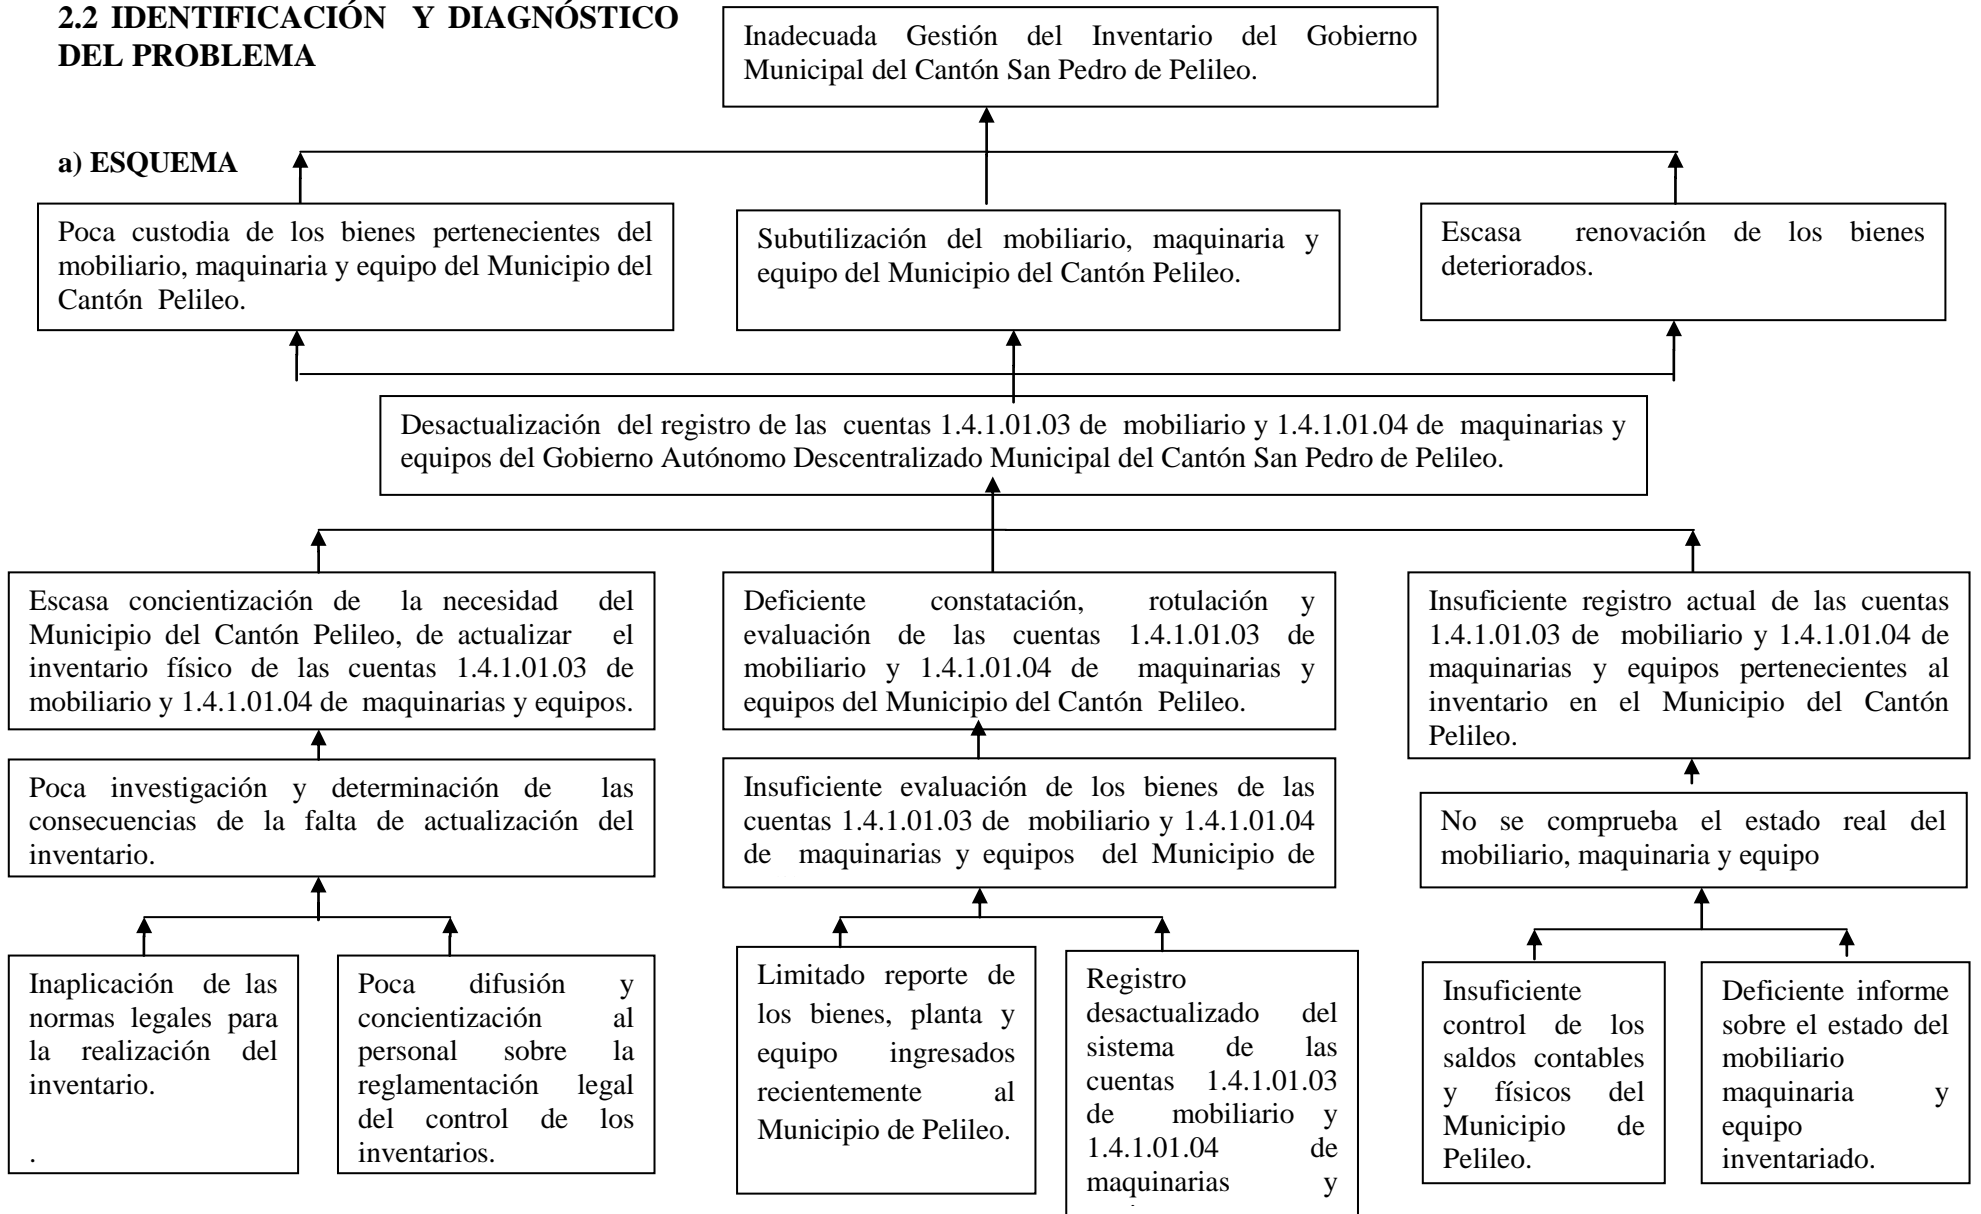 2.2 IDENTIFICACIÓN Y DIAGNÓSTICO
DEL PROBLEMA
Inadecuada Gestión del Inventario del Gobierno
Municipal del Cantón San Pedro de Pelileo.
a) ESQUEMA
Poca custodia de los bienes pertenecientes del
mobiliario, maquinaria y equipo del Municipio del
Cantón Pelileo.
Subutilización del mobiliario, maquinaria y
equipo del Municipio del Cantón Pelileo.
Escasa renovación de los bienes
deteriorados.
Desactualización del registro de las cuentas 1.4.1.01.03 de mobiliario y 1.4.1.01.04 de maquinarias y
equipos del Gobierno Autónomo Descentralizado Municipal del Cantón San Pedro de Pelileo.
Escasa concientización de la necesidad del
Municipio del Cantón Pelileo, de actualizar el
inventario físico de las cuentas 1.4.1.01.03 de
mobiliario y 1.4.1.01.04 de maquinarias y equipos.
Deficiente constatación, rotulación y
evaluación de las cuentas 1.4.1.01.03 de
mobiliario y 1.4.1.01.04 de maquinarias y
equipos del Municipio del Cantón Pelileo.
Insuficiente registro actual de las cuentas
1.4.1.01.03 de mobiliario y 1.4.1.01.04 de
maquinarias y equipos pertenecientes al
inventario en el Municipio del Cantón
Pelileo.
Poca investigación y determinación de las
consecuencias de la falta de actualización del
inventario.
Insuficiente evaluación de los bienes de las
cuentas 1.4.1.01.03 de mobiliario y 1.4.1.01.04
de maquinarias y equipos del Municipio de
No se comprueba el estado real del
mobiliario, maquinaria y equipo
Inaplicación de las
normas legales para
la realización del
inventario.
.
Poca difusión y
concientización al
personal sobre la
reglamentación legal
del control de los
inventarios.
Limitado reporte de
los bienes, planta y
equipo ingresados
recientemente al
Municipio de Pelileo.
Registro
desactualizado del
sistema de las
cuentas 1.4.1.01.03
de mobiliario y
1.4.1.01.04 de
maquinarias y
Insuficiente
control de los
saldos contables
y físicos del
Municipio de
Pelileo.
Deficiente informe
sobre el estado del
mobiliario
maquinaria y
equipo
inventariado.